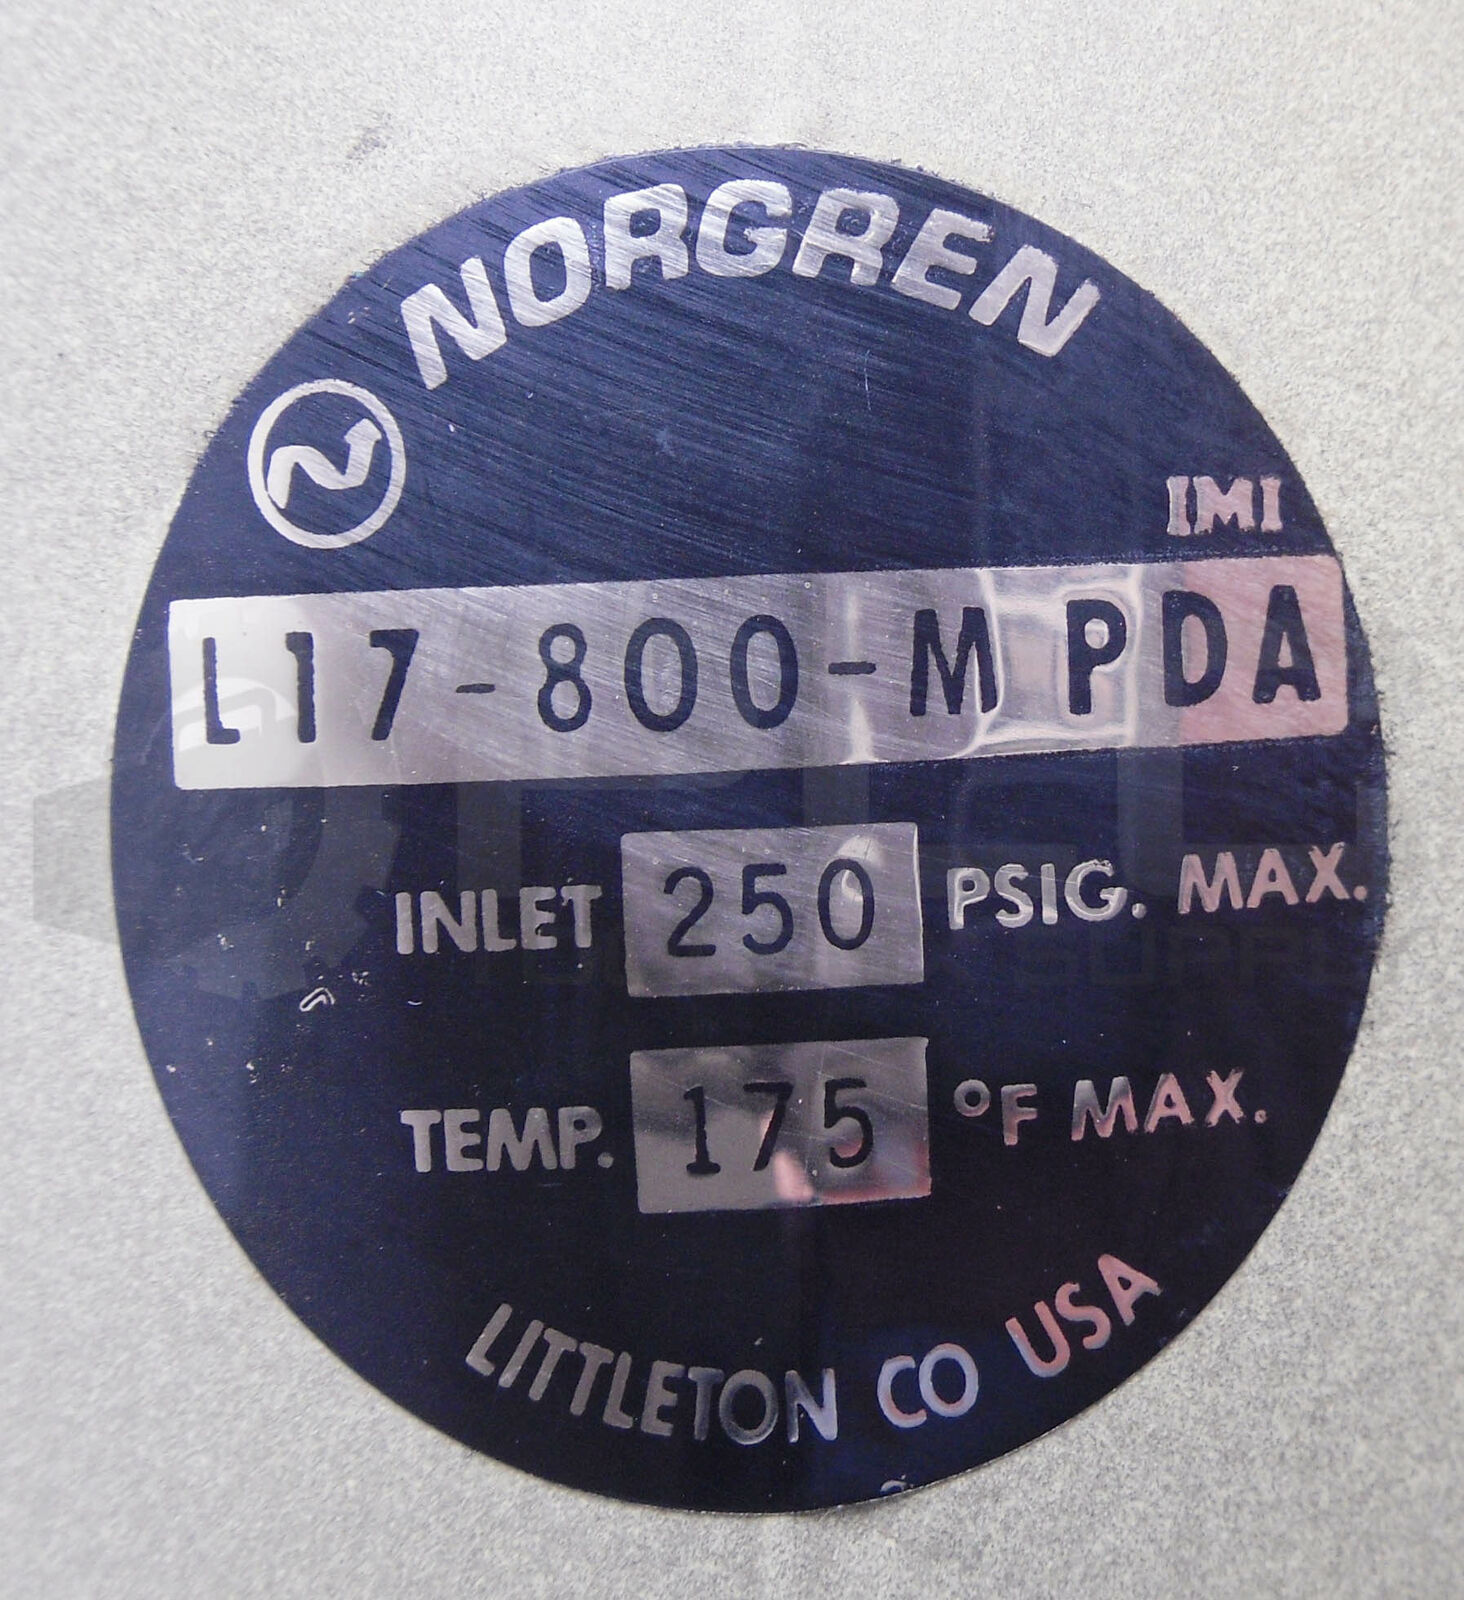 NORGREN
IMI
L17-800-MPDA
INLET 250 PSIG. MAX.
TEMP. 175 °F MAX.
LITTLETON CO USA